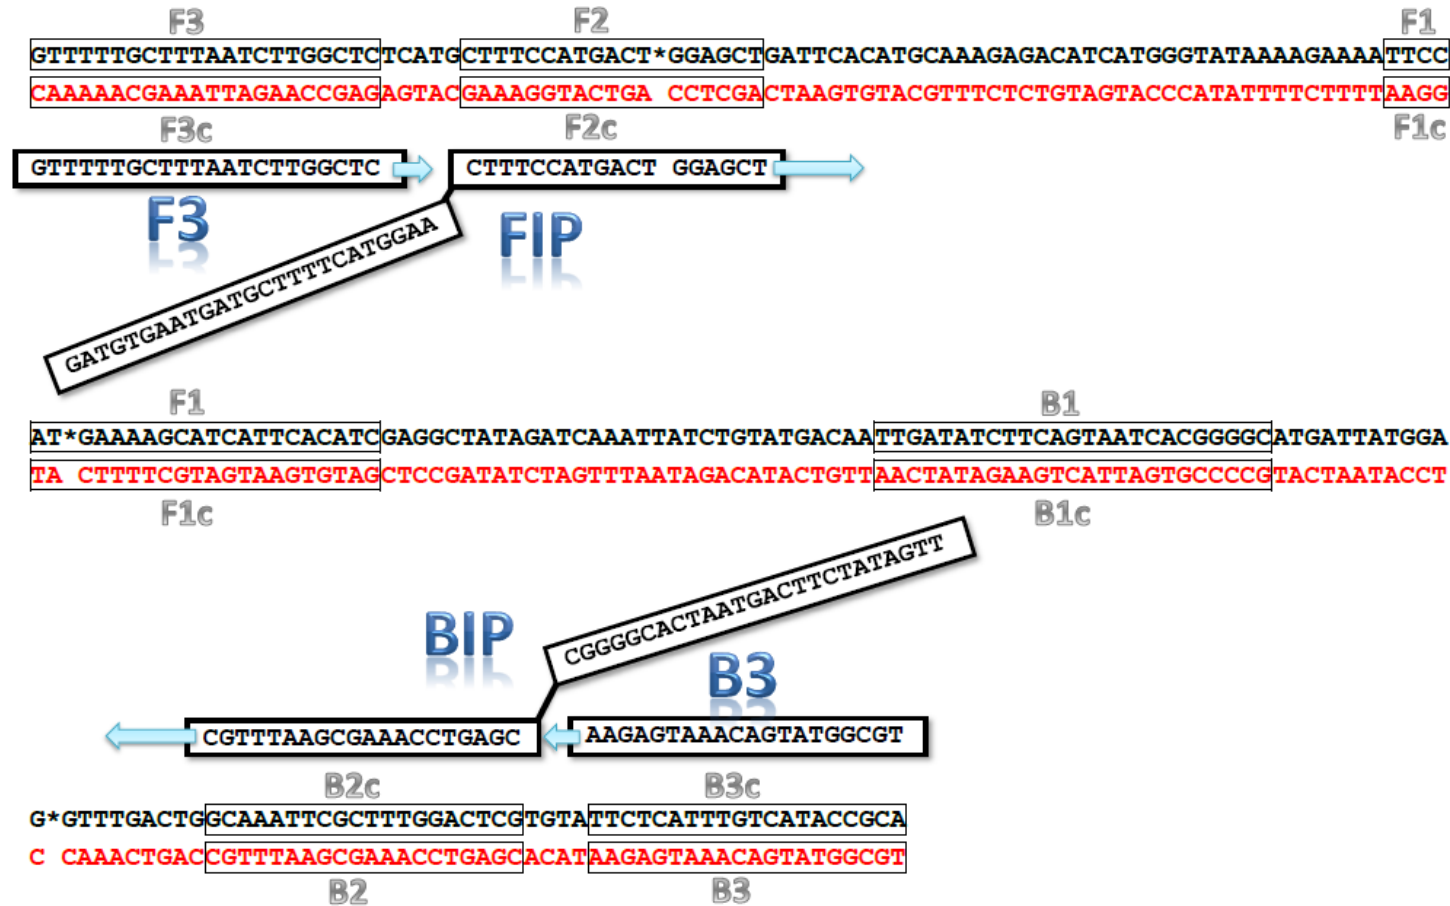 F3 F2 F1
GTTTTTGCTTTAATCTTGGCTCTCATGCTTTCCATGACT*GGAGCTGATTCACATGCAAAGAGACATCATGGGTATAAAAGAAAATTCC
CAAAAACGAAATTAGAACCGAGAGTACGAAAGGTACTGA CCTCGACTAAGTGTACGTTTCTCTGTAGTACCCATATTTTCTTTTAAGG
F3c F2c F1c
GTTTTTGCTTTAATCTTGGCTC CTTTCCATGACT GGAGCT
F3 FIP
GATGTGAATGATGCTTTTCATGGAA
F1 B1
AT*GAAAAGCATCATTCACATCGAGGCTATAGATCAAATTATCTGTATGACAATTGATATCTTCAGTAATCACGGGGCATGATTATGGA
TA CTTTTCGTAGTAAGTGTAGCTCCGATATCTAGTTTAATAGACATACTGTTAACTATAGAAGTCATTAGTGCCCCGTACTAATACCT
F1c B1c
CGGGGCACTAATGACTTCTATAGTT
BIP B3
CGTTTAAGCGAAACCTGAGC AAGAGTAAACAGTATGGCGT
B2c B3c
G*GTTTGACTGGCAAATTCGCTTTGGACTCGTGTATTCTCATTTGTCATACCGCA
C CAAACTGACCGTTTAAGCGAAACCTGAGCACATAAGAGTAAACAGTATGGCGT
B2 B3